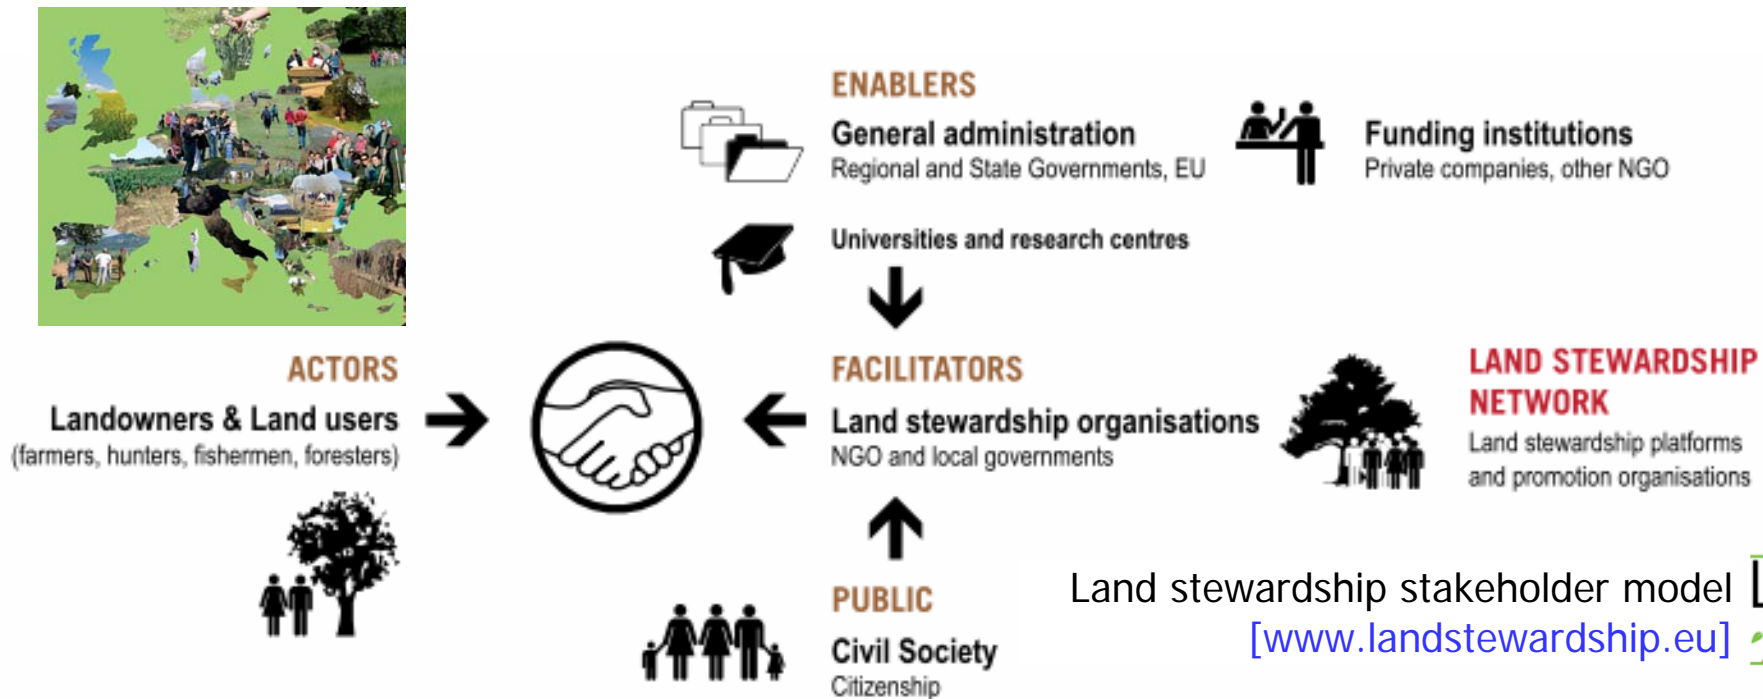 ENABLERS
General administration
Regional and State Governments, EU
Funding institutions
Private companies, other NGO
Universities and research centres
ACTORS
Landowners & Land users
(farmers, hunters, fishermen, foresters)
FACILITATORS
Land stewardship organisations
NGO and local governments
LAND STEWARDSHIP
NETWORK
Land stewardship platforms
and promotion organisations
PUBLIC
Civil Society
Citizenship
Land stewardship stakeholder model
[www.landstewardship.eu]